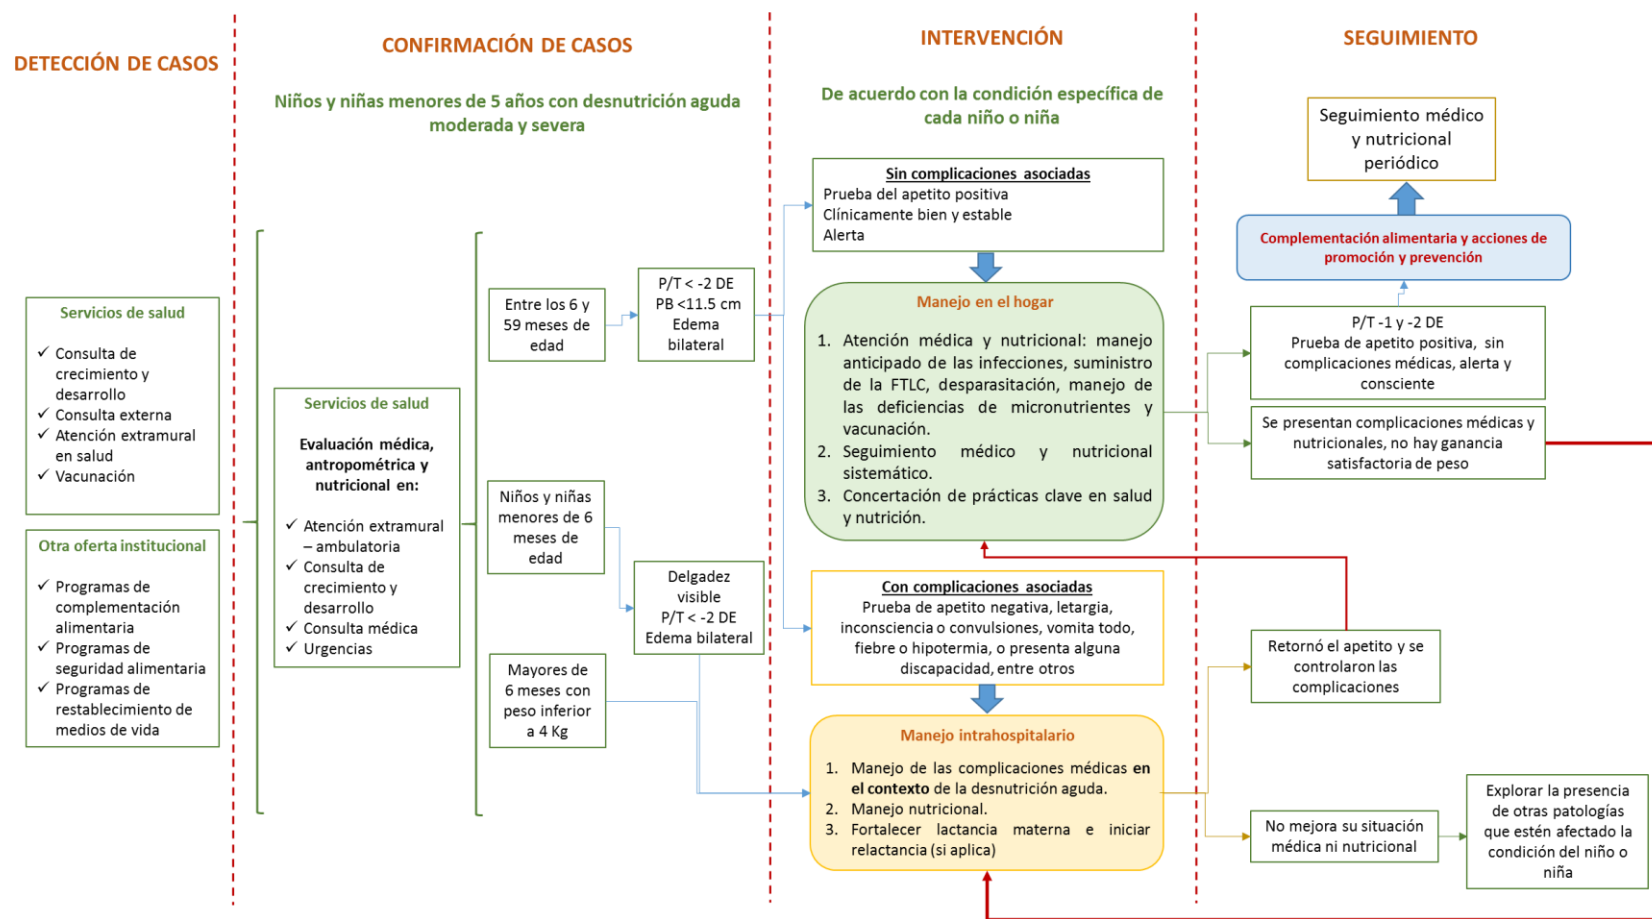 DETECCIÓN DE CASOS
Servicios de salud
✓ Consulta de
crecimiento y
desarrollo
✓ Consulta externa
✓ Atención extramural
en salud
✓ Vacunación
Otra oferta institucional
✓ Programas de
complementación
alimentaria
✓ Programas de
seguridad alimentaria
✓ Programas de
restablecimiento de
medios de vida
CONFIRMACIÓN DE CASOS
Niños y niñas menores de 5 años con desnutrición aguda
moderada y severa
Servicios de salud
Evaluación médica,
antropométrica y
nutricional en:
✓ Atención extramural
– ambulatoria
✓ Consulta de
crecimiento y
desarrollo
✓ Consulta médica
✓ Urgencias
Entre los 6 y
59 meses de
edad
P/T < -2 DE
PB <11.5 cm
Edema
bilateral
Niños y niñas
menores de 6
meses de
edad
Delgadez
visible
P/T < -2 DE
Edema bilateral
Mayores de
6 meses con
peso inferior
a 4 Kg
INTERVENCIÓN
De acuerdo con la condición específica de
cada niño o niña
Sin complicaciones asociadas
Prueba del apetito positiva
Clínicamente bien y estable
Alerta
Manejo en el hogar
1. Atención médica y nutricional: manejo
anticipado de las infecciones, suministro
de la FTLC, desparasitación, manejo de
las deficiencias de micronutrientes y
vacunación.
2. Seguimiento médico y nutricional
sistemático.
3. Concertación de prácticas clave en salud
y nutrición.
Con complicaciones asociadas
Prueba de apetito negativa, letargia,
inconsciencia o convulsiones, vomita todo,
fiebre o hipotermia, o presenta alguna
discapacidad, entre otros
Manejo intrahospitalario
1. Manejo de las complicaciones médicas en
el contexto de la desnutrición aguda.
2. Manejo nutricional.
3. Fortalecer lactancia materna e iniciar
relactancia (si aplica)
SEGUIMIENTO
Seguimiento médico
y nutricional
periódico
Complementación alimentaria y acciones de
promoción y prevención
P/T -1 y -2 DE
Prueba de apetito positiva, sin
complicaciones médicas, alerta y
consciente
Se presentan complicaciones médicas y
nutricionales, no hay ganancia
satisfactoria de peso
Retornó el apetito y se
controlaron las
complicaciones
No mejora su situación
médica ni nutricional
Explorar la presencia
de otras patologías
que estén afectado la
condición del niño o
niña